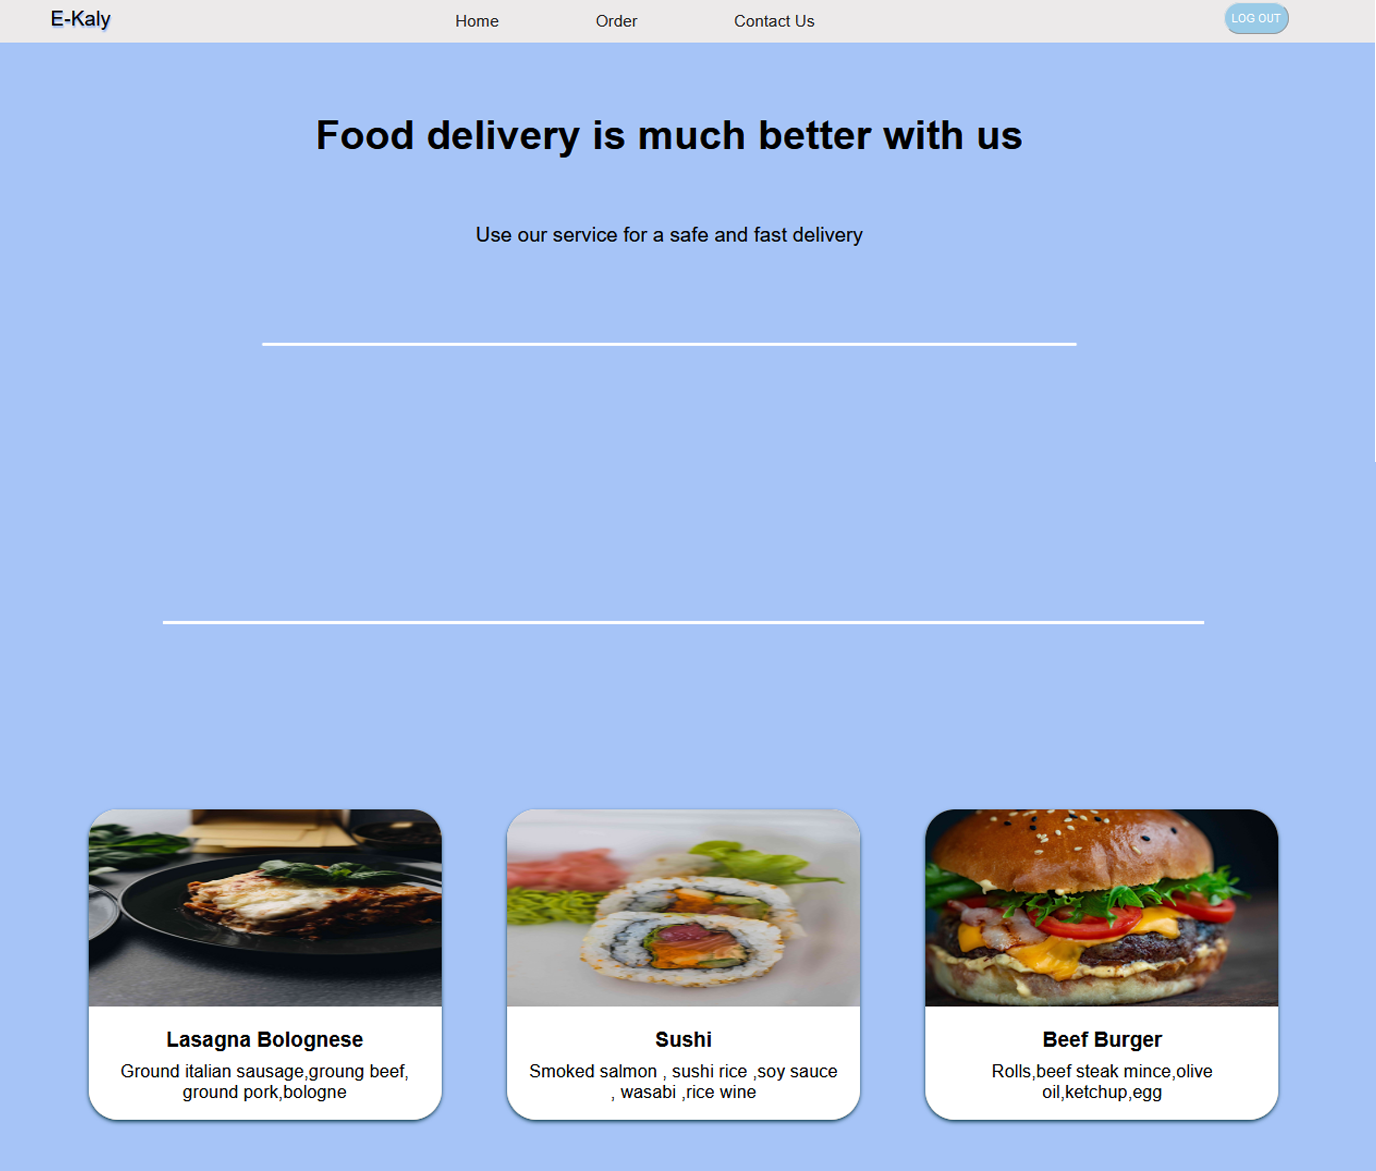 E-Kaly
Home
Order
Contact Us
LOG OUT
Food delivery is much better with us
Use our service for a safe and fast delivery
Lasagna Bolognese
Ground italian sausage,groung beef,
ground pork,bologne
Sushi
Smoked salmon , sushi rice ,soy sauce
, wasabi ,rice wine
Beef Burger
Rolls,beef steak mince,olive
oil,ketchup,egg